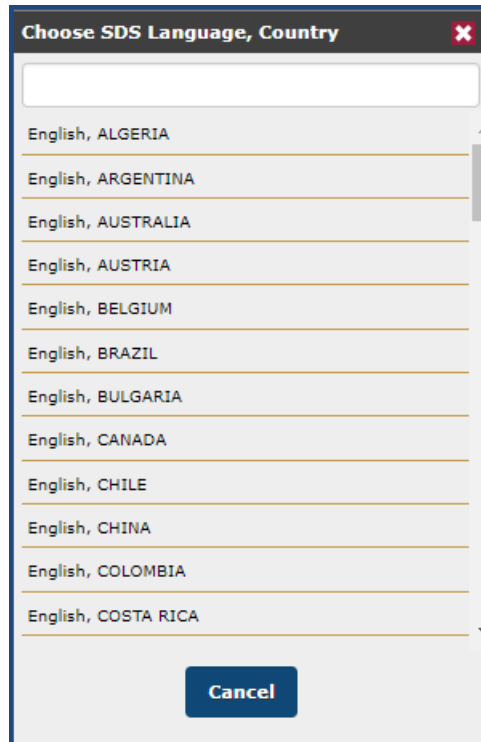 Choose SDS Language, Country
English, ALGERIA
English, ARGENTINA
English, AUSTRALIA
English, AUSTRIA
English, BELGIUM
English, BRAZIL
English, BULGARIA
English, CANADA
English, CHILE
English, CHINA
English, COLOMBIA
English, COSTA RICA
Cancel